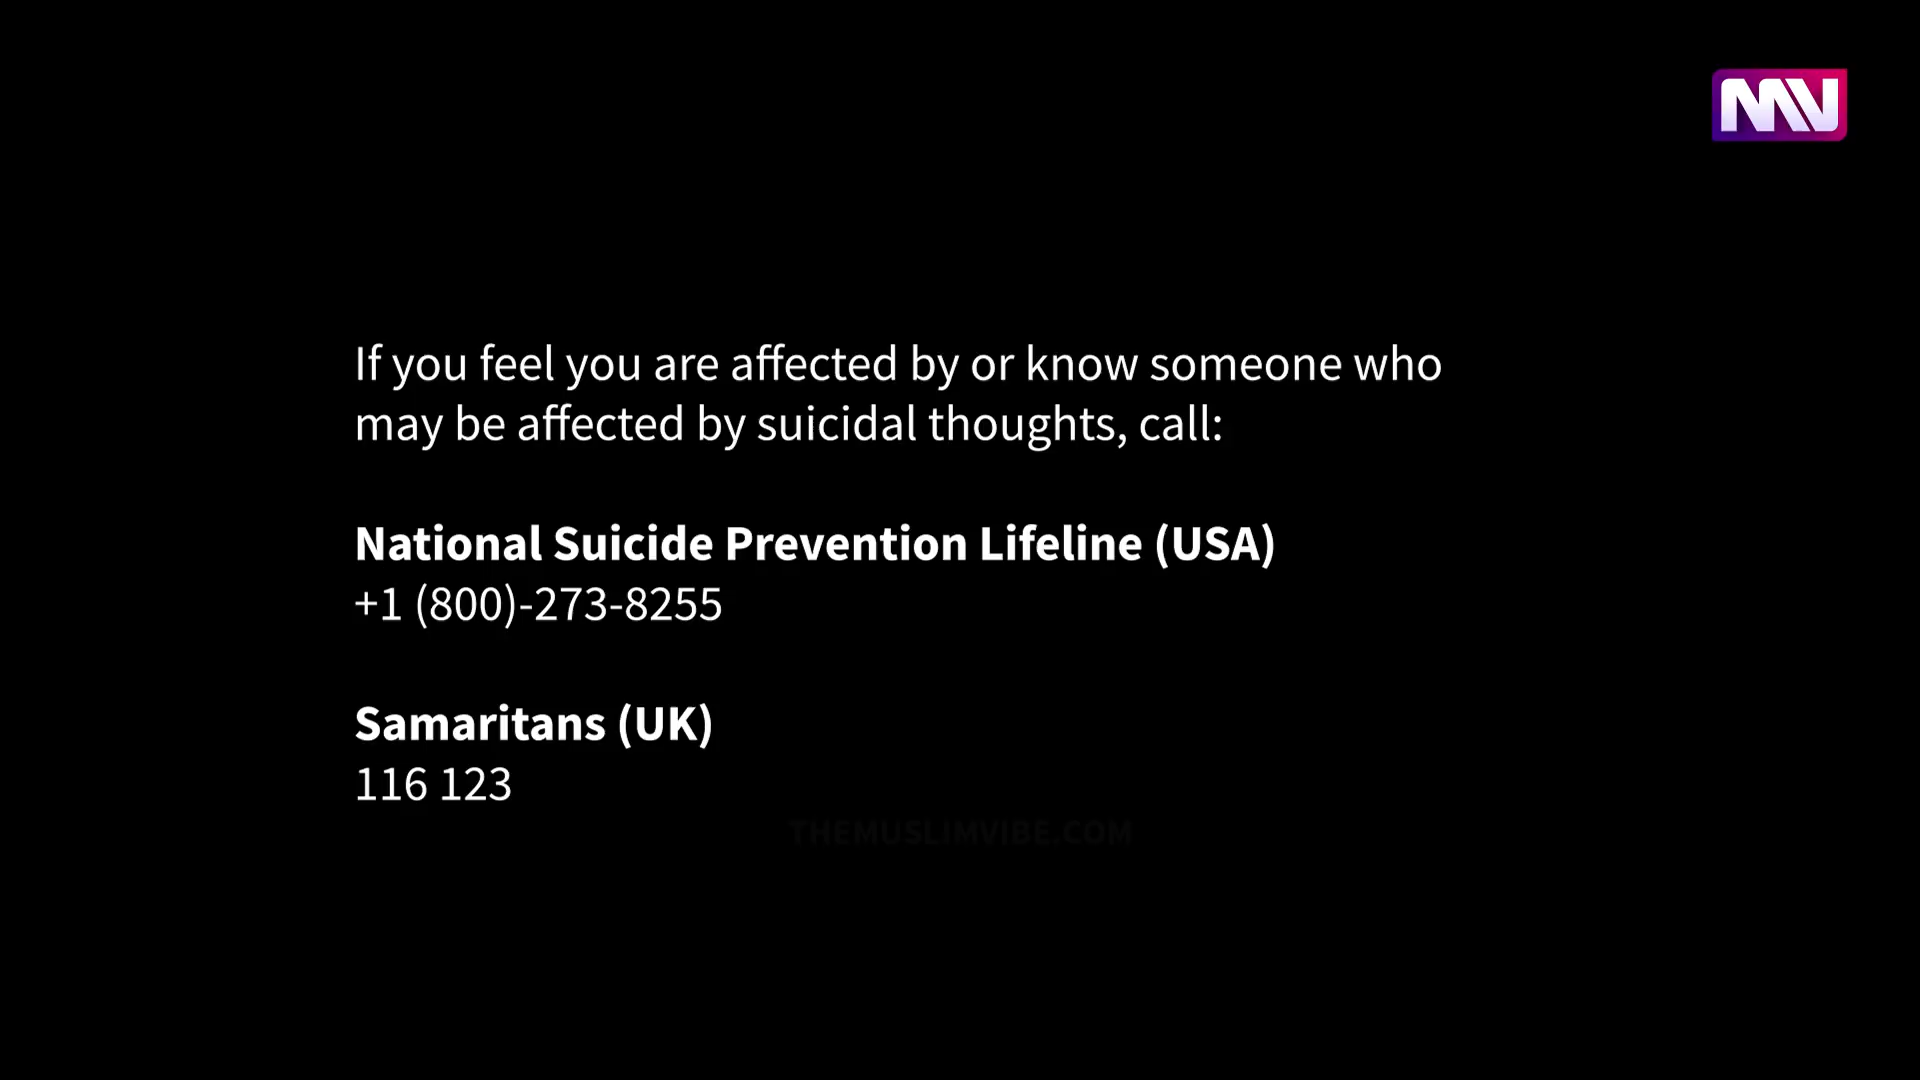 MV
If you feel you are affected by or know someone who
may be affected by suicidal thoughts, call:
National Suicide Prevention Lifeline (USA)
+1 (800)-273-8255
Samaritans (UK)
116 123
THEMUSLIMVIBE.COM